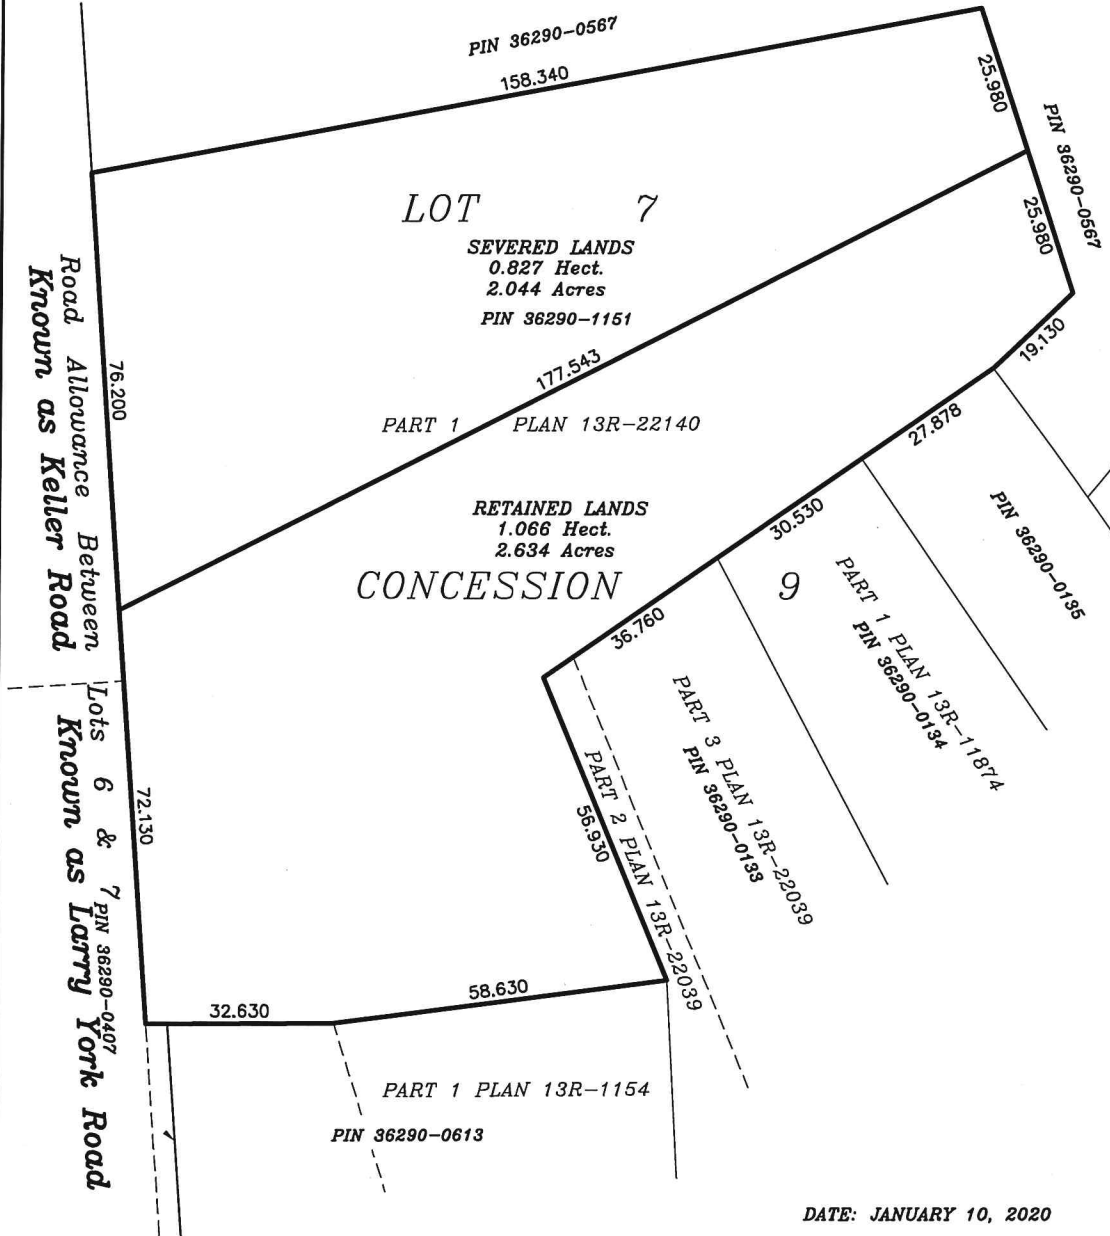 PIN 36290-0567
158.340
25.980
PIN 36290-0567
LOT 7
SEVERED LANDS
0.827 Hect.
2.044 Acres
PIN 36290-1151
25.980
19.130
177.543
76.200
Road Allowance Between Lots 6 & 7
Known as Keller Road
PART 1 PLAN 13R-22140
27.878
RETAINED LANDS
1.066 Hect.
2.634 Acres
30.530
PIN 36290-0135
CONCESSION 9
PART 1 PLAN 13R-11874
PIN 36290-0134
36.760
PART 3 PLAN 13R-22039
PIN 36290-0133
PART 2 PLAN 13R-22039
56.930
72.130
PIN 36290-0407
Known as Larry York Road
32.630
58.630
PART 1 PLAN 13R-1154
PIN 36290-0613
DATE: JANUARY 10, 2020